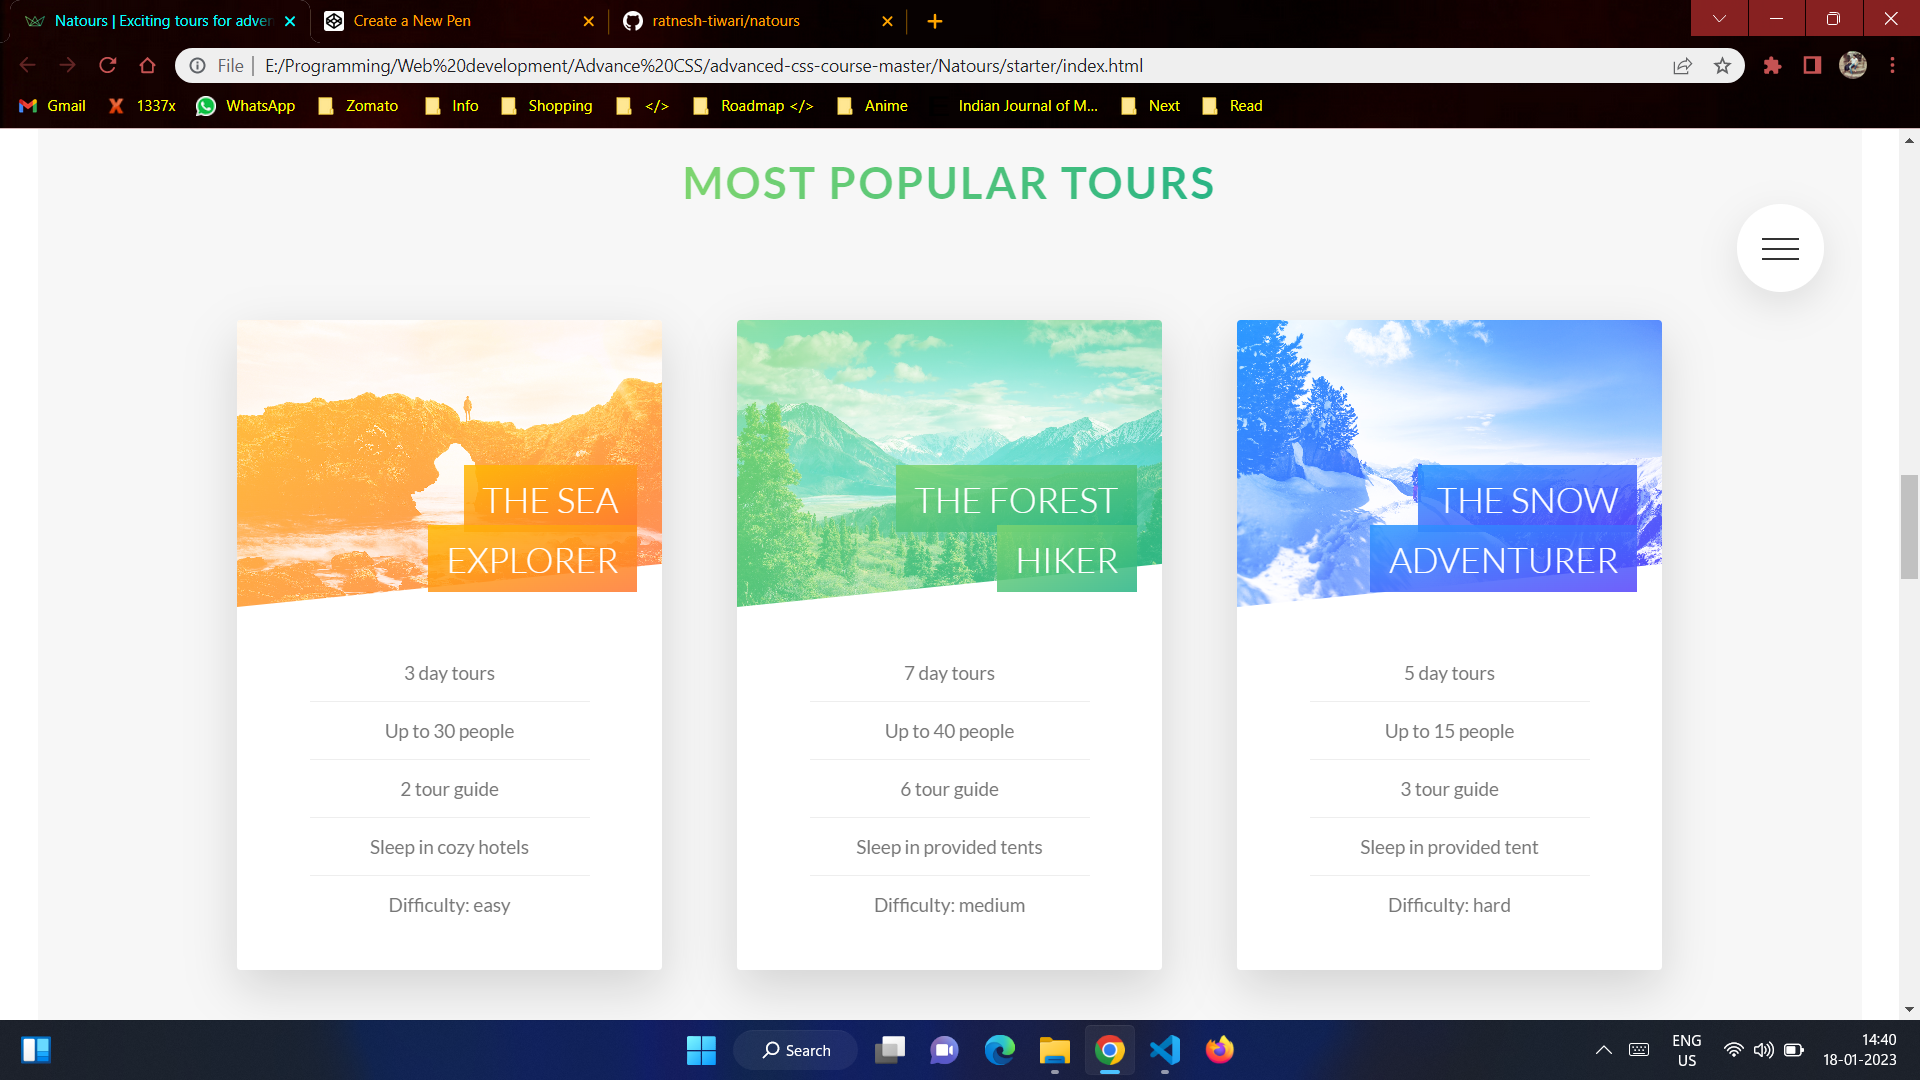 Natours | Exciting tours for adven
Create a New Pen
ratnesh-tiwari/natours
File | E:/Programming/Web%20development/Advance%20CSS/advanced-css-course-master/Natours/starter/index.html
Gmail
1337x
WhatsApp
Zomato
Info
Shopping
</>
Roadmap </>
Anime
Indian Journal of M...
Next
Read
MOST POPULAR TOURS
THE SEA
EXPLORER
3 day tours
Up to 30 people
2 tour guide
Sleep in cozy hotels
Difficulty: easy
THE FOREST
HIKER
7 day tours
Up to 40 people
6 tour guide
Sleep in provided tents
Difficulty: medium
THE SNOW
ADVENTURER
5 day tours
Up to 15 people
3 tour guide
Sleep in provided tent
Difficulty: hard
Search
ENG
US
14:40
18-01-2023